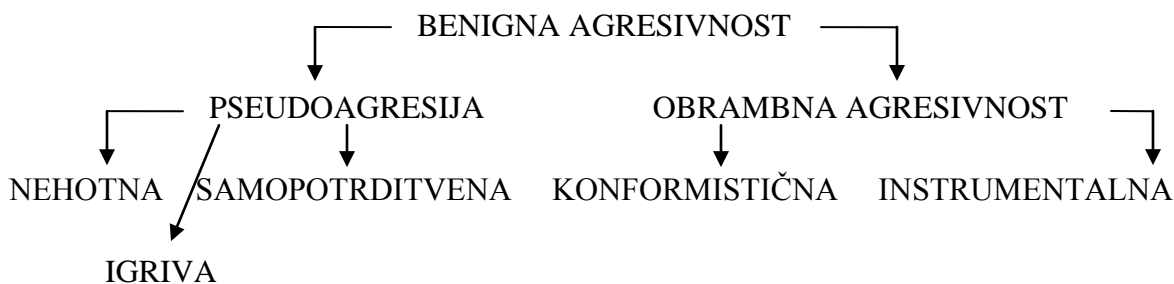 BENIGNA AGRESIVNOST
PSEUDOAGRESIJA OBRAMBNA AGRESIVNOST
NEHOTNA SAMOPOTRDITVENA KONFORMISTIČNA INSTRUMENTALNA
IGRIVA